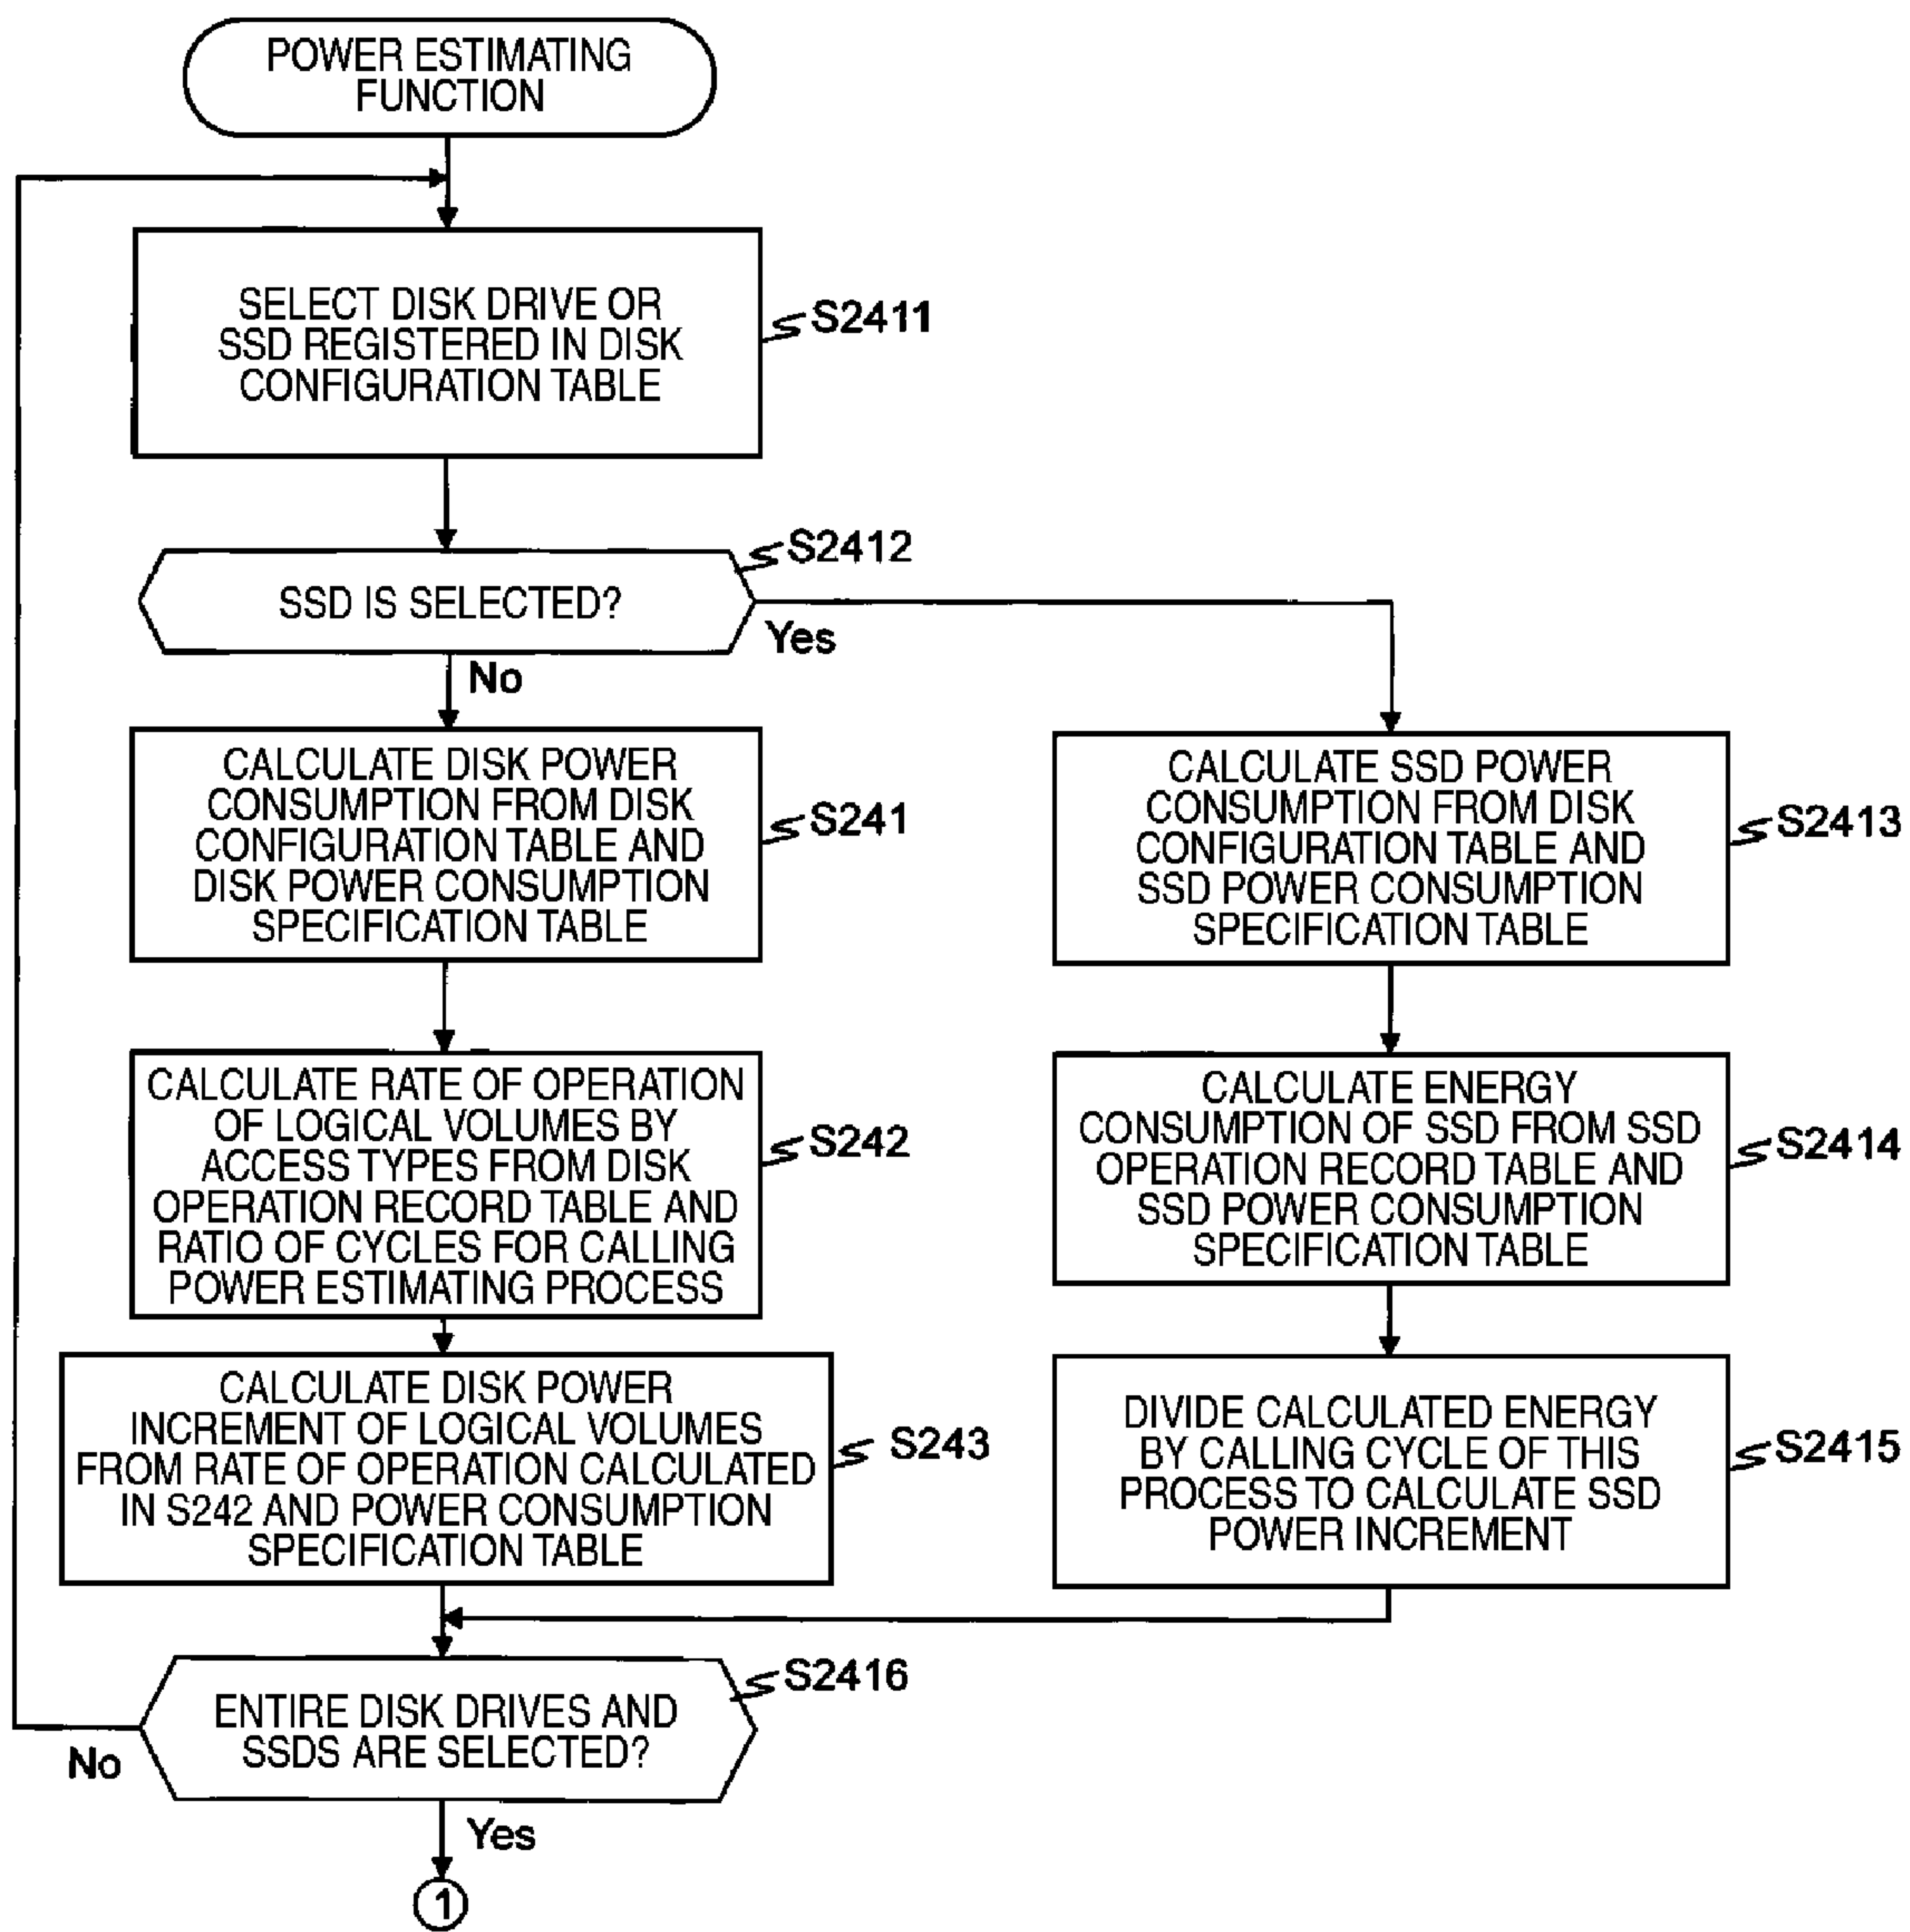 POWER ESTIMATING
FUNCTION
SELECT DISK DRIVE OR
SSD REGISTERED IN DISK
CONFIGURATION TABLE
S2411
S2412
SSD IS SELECTED?
Yes
No
CALCULATE DISK POWER
CONSUMPTION FROM DISK
CONFIGURATION TABLE AND
DISK POWER CONSUMPTION
SPECIFICATION TABLE
S241
CALCULATE SSD POWER
CONSUMPTION FROM DISK
CONFIGURATION TABLE AND
SSD POWER CONSUMPTION
SPECIFICATION TABLE
S2413
CALCULATE RATE OF OPERATION
OF LOGICAL VOLUMES BY
ACCESS TYPES FROM DISK
OPERATION RECORD TABLE AND
RATIO OF CYCLES FOR CALLING
POWER ESTIMATING PROCESS
S242
CALCULATE ENERGY
CONSUMPTION OF SSD FROM SSD
OPERATION RECORD TABLE AND
SSD POWER CONSUMPTION
SPECIFICATION TABLE
S2414
CALCULATE DISK POWER
INCREMENT OF LOGICAL VOLUMES
FROM RATE OF OPERATION CALCULATED
IN S242 AND POWER CONSUMPTION
SPECIFICATION TABLE
S243
DIVIDE CALCULATED ENERGY
BY CALLING CYCLE OF THIS
PROCESS TO CALCULATE SSD
POWER INCREMENT
S2415
S2416
ENTIRE DISK DRIVES AND
SSDS ARE SELECTED?
No
Yes
1